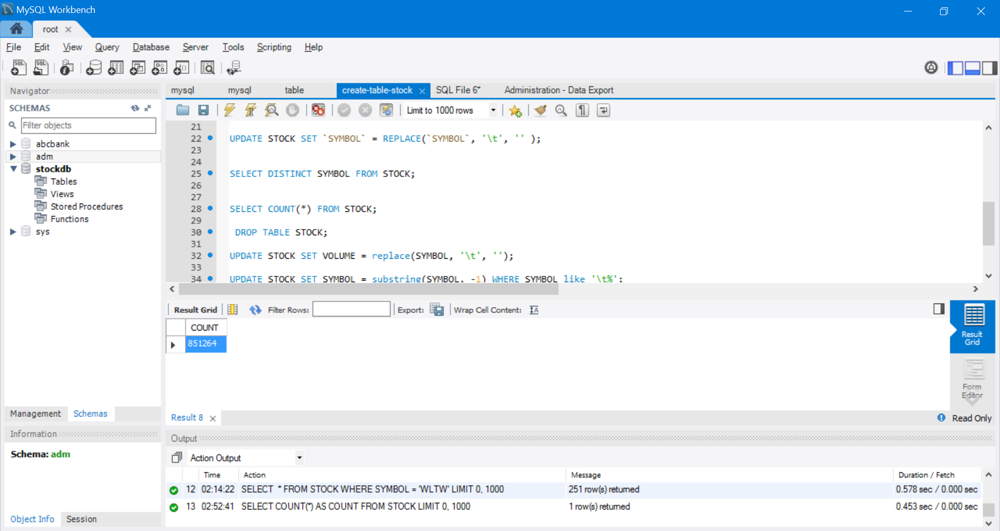 MySQL Workbench
root
File Edit View Query Database Server Tools Scripting Help
Navigator
SCHEMAS
Filter objects
abcbank
adm
stockdb
Tables
Views
Stored Procedures
Functions
sys
Management Schemas
Information
Schema: adm
Object Info Session
mysql mysql table create-table-stock SQL File 6* Administration - Data Export
Limit to 1000 rows
21
22 UPDATE STOCK SET `SYMBOL` = REPLACE(`SYMBOL`, '\t', '' );
23
24
25 SELECT DISTINCT SYMBOL FROM STOCK;
26
27
28 SELECT COUNT(*) FROM STOCK;
29
30 DROP TABLE STOCK;
31
32 UPDATE STOCK SET VOLUME = replace(SYMBOL, '\t', '');
33
34 UPDATE STOCK SET SYMBOL = substring(SYMBOL, -1) WHERE SYMBOL like '\t%';
Result Grid Filter Rows: Export: Wrap Cell Content:
COUNT
851264
Result Grid
Form Editor
Result 8
Read Only
Output
Action Output
Time Action Message Duration / Fetch
12 02:14:22 SELECT * FROM STOCK WHERE SYMBOL = 'WLTW' LIMIT 0, 1000 251 row(s) returned 0.578 sec / 0.000 sec
13 02:52:41 SELECT COUNT(*) AS COUNT FROM STOCK LIMIT 0, 1000 1 row(s) returned 0.453 sec / 0.000 sec